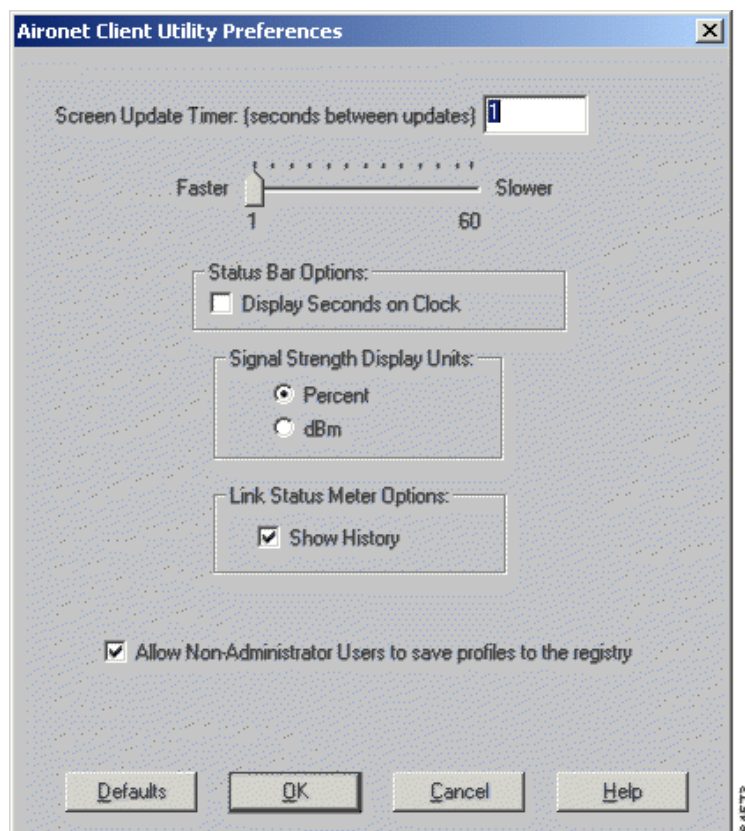 Aironet Client Utility Preferences
Screen Update Timer: (seconds between updates) 1
Faster Slower
1 60
Status Bar Options:
Display Seconds on Clock
Signal Strength Display Units:
Percent
dBm
Link Status Meter Options:
Show History
Allow Non-Administrator Users to save profiles to the registry
Defaults OK Cancel Help